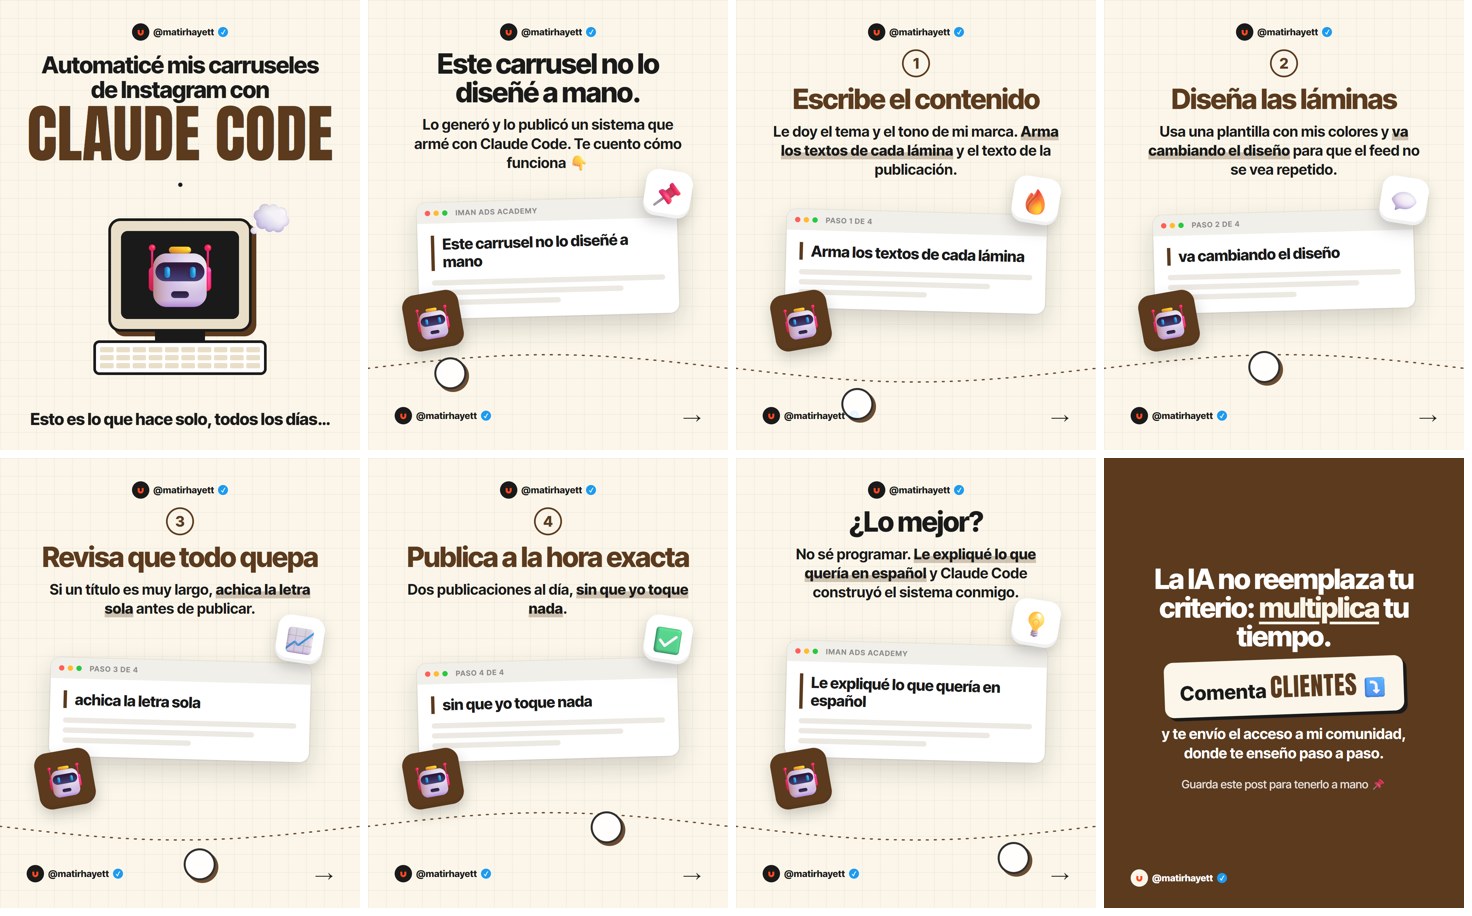 @matirhayett
Automaticé mis carruseles
de Instagram con
CLAUDE CODE
.
Esto es lo que hace solo, todos los días...
@matirhayett
Este carrusel no lo
diseñé a mano.
Lo generó y lo publicó un sistema que
armé con Claude Code. Te cuento cómo
funciona 👇
IMAN ADS ACADEMY
Este carrusel no lo diseñé a
mano
@matirhayett
→
@matirhayett
1
Escribe el contenido
Le doy el tema y el tono de mi marca. Arma
los textos de cada lámina y el texto de la
publicación.
PASO 1 DE 4
Arma los textos de cada lámina
@matirhayett
→
@matirhayett
2
Diseña las láminas
Usa una plantilla con mis colores y va
cambiando el diseño para que el feed no
se vea repetido.
PASO 2 DE 4
va cambiando el diseño
@matirhayett
→
@matirhayett
3
Revisa que todo quepa
Si un título es muy largo, achica la letra
sola antes de publicar.
PASO 3 DE 4
achica la letra sola
@matirhayett
→
@matirhayett
4
Publica a la hora exacta
Dos publicaciones al día, sin que yo toque
nada.
PASO 4 DE 4
sin que yo toque nada
@matirhayett
→
@matirhayett
¿Lo mejor?
No sé programar. Le expliqué lo que
quería en español y Claude Code
construyó el sistema conmigo.
IMAN ADS ACADEMY
Le expliqué lo que quería en
español
@matirhayett
→
La IA no reemplaza tu
criterio: multiplica tu
tiempo.
Comenta CLIENTES ⤵️
y te envío el acceso a mi comunidad,
donde te enseño paso a paso.
Guarda este post para tenerlo a mano 📌
@matirhayett